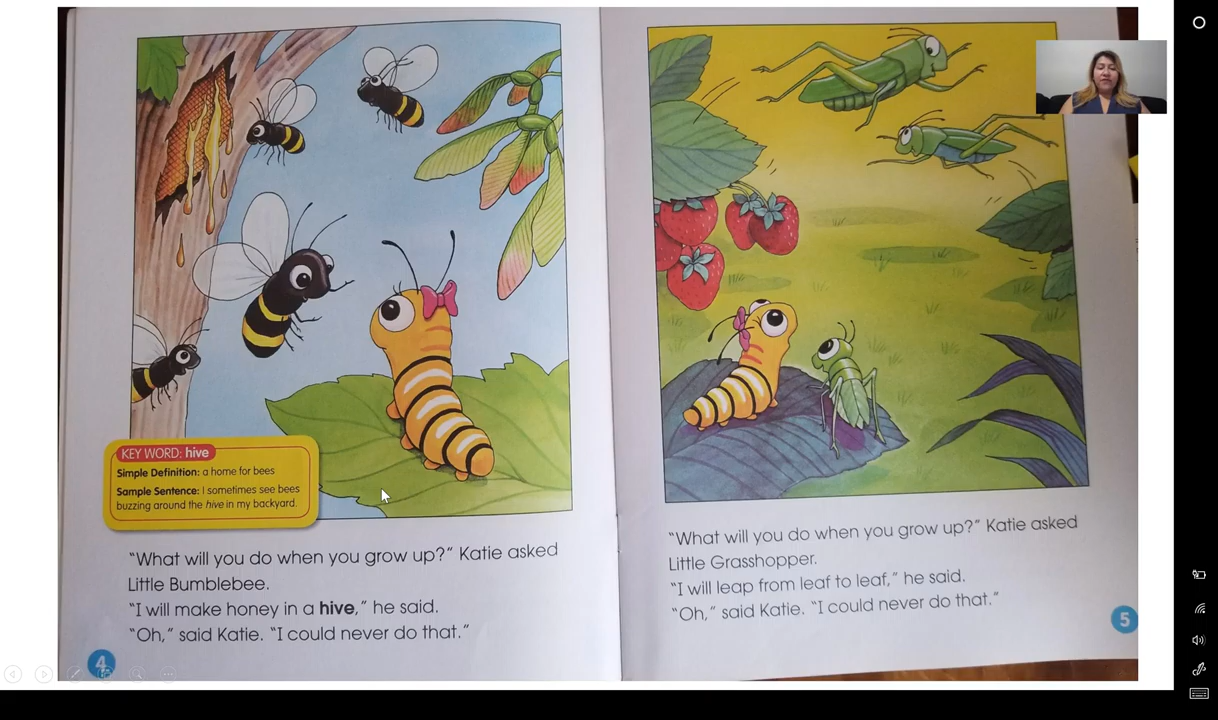 KEY WORD: hive
Simple Definition: a home for bees
Sample Sentence: I sometimes see bees
buzzing around the hive in my backyard.
"What will you do when you grow up?" Katie asked
Little Bumblebee.
"I will make honey in a hive," he said.
"Oh," said Katie. "I could never do that."
4
"What will you do when you grow up?" Katie asked
Little Grasshopper.
"I will leap from leaf to leaf," he said.
"Oh," said Katie. "I could never do that."
5